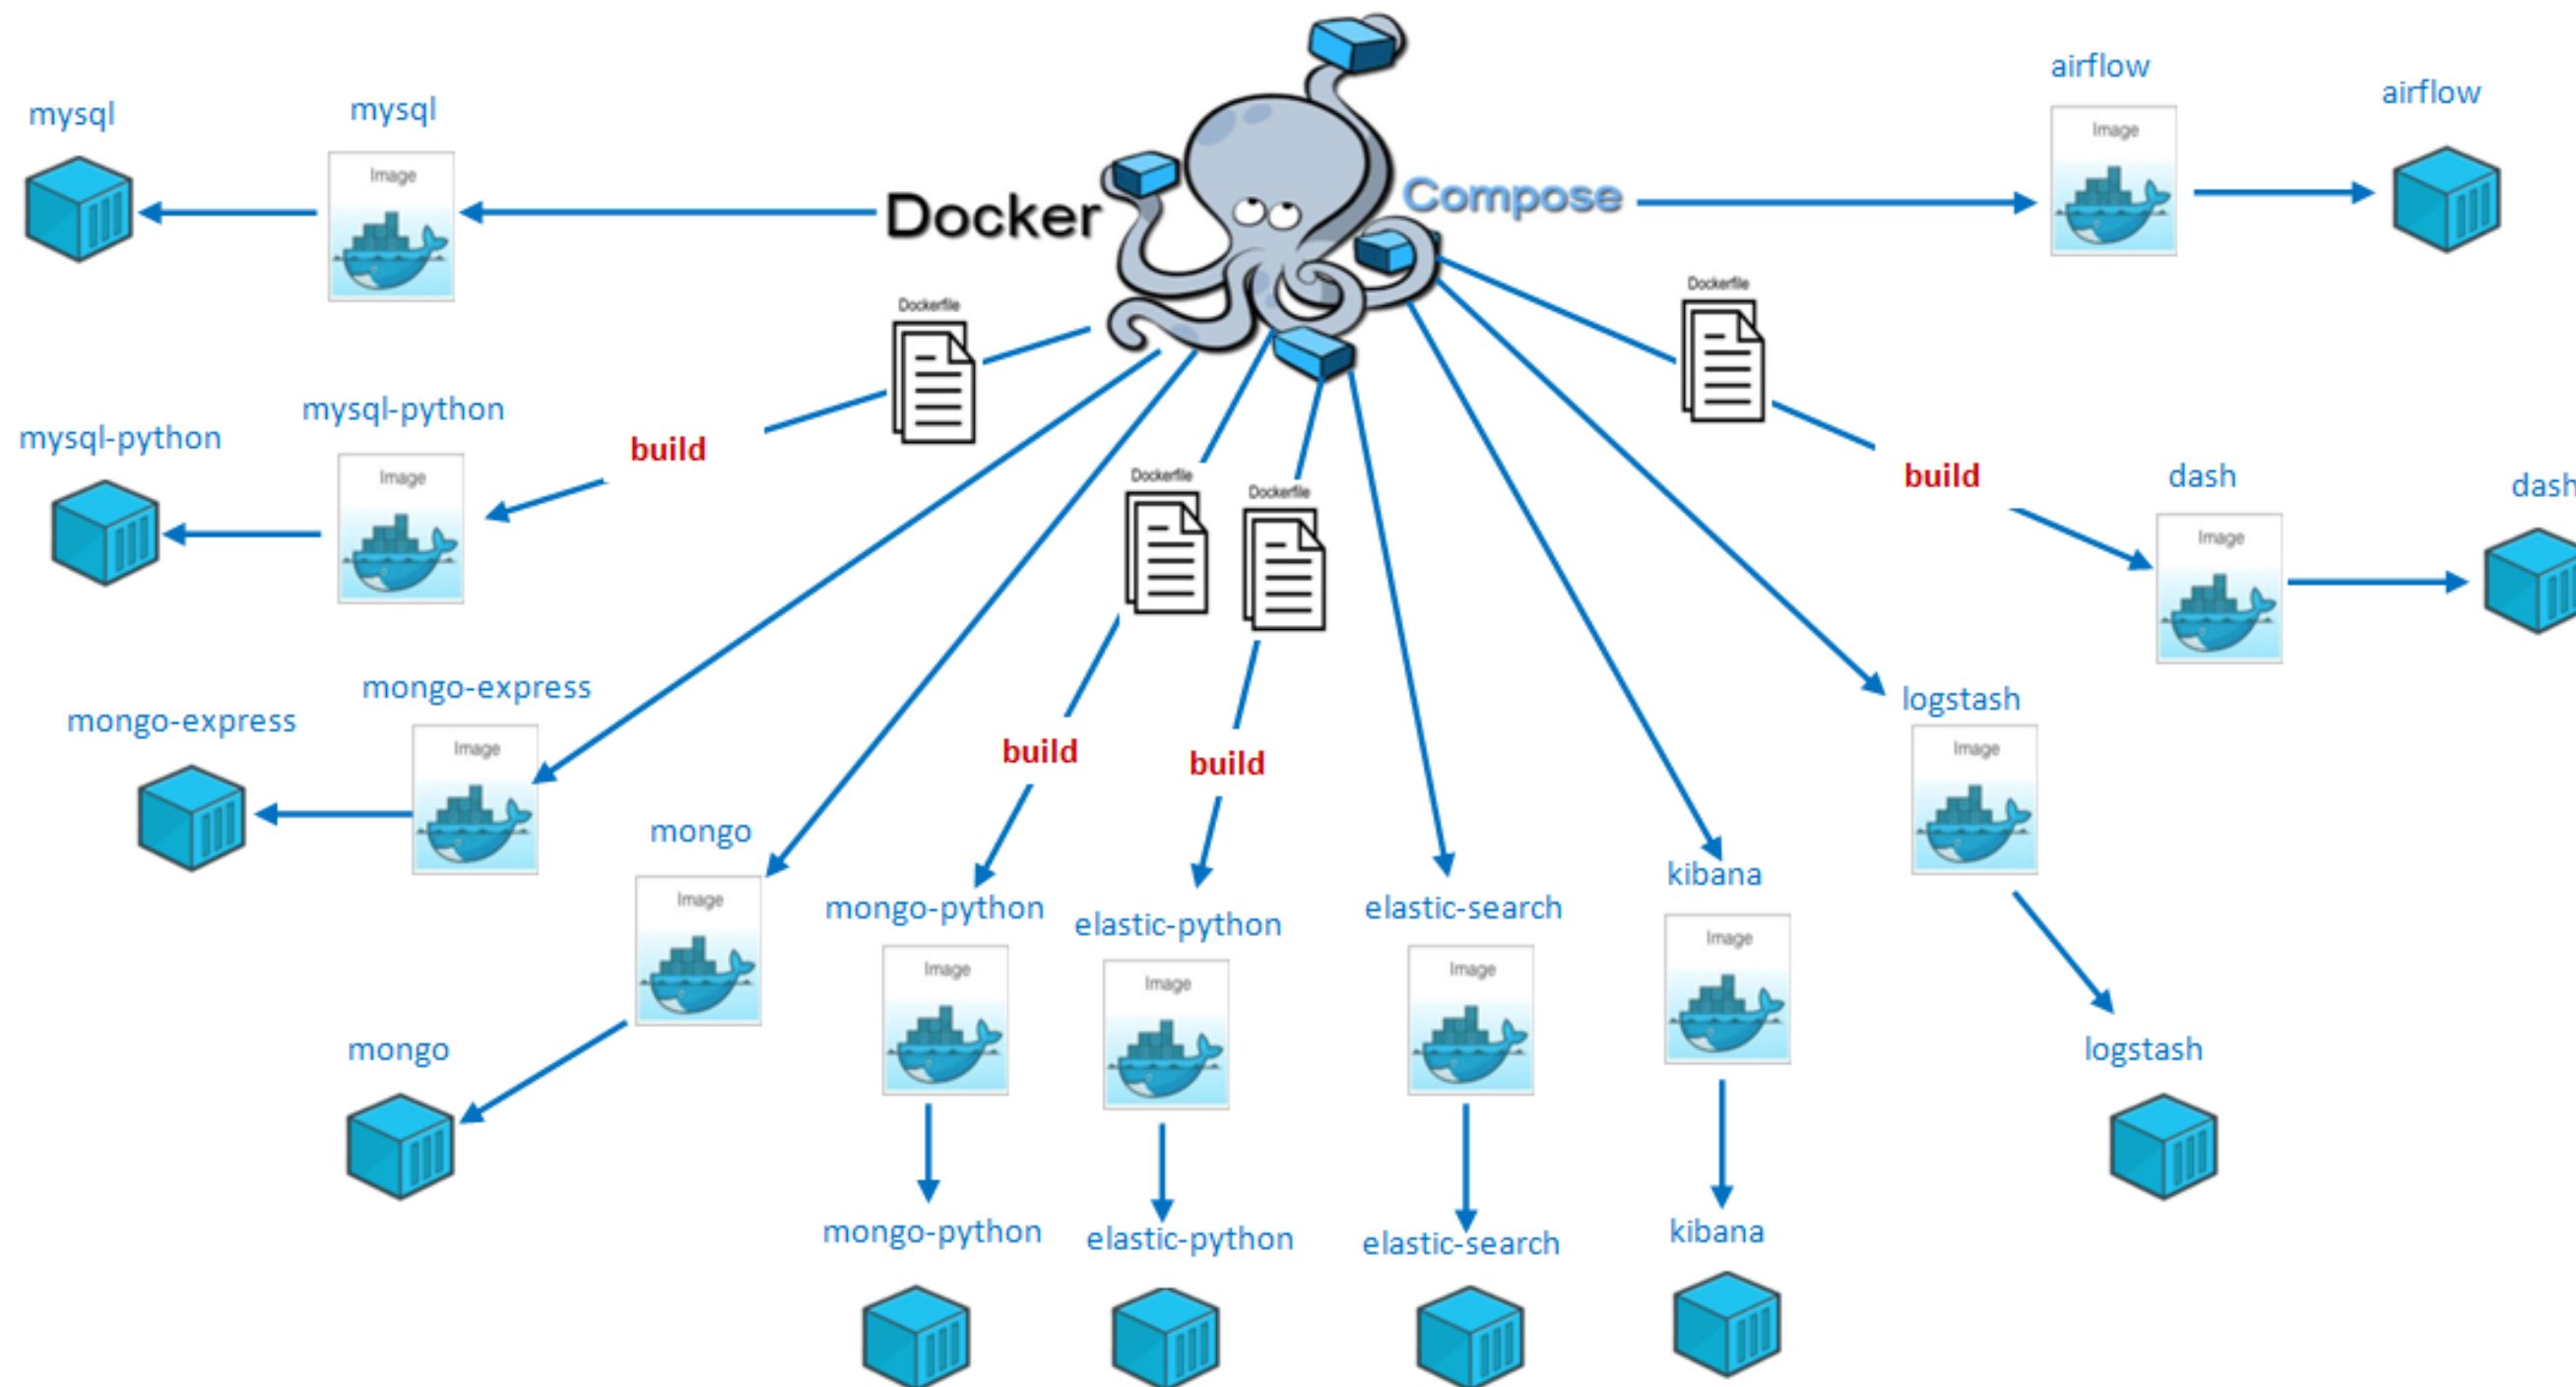 airflow
airflow
mysql
mysql
Image
Image
Docker
Compose
Dockerfile
Dockerfile
mysql-python
mysql-python
build
Image
Dockerfile
Dockerfile
build
dash
dash
Image
mongo-express
mongo-express
Image
logstash
Image
build
build
mongo
Image
kibana
Image
mongo-python
elastic-python
elastic-search
Image
Image
Image
mongo
logstash
mongo-python
elastic-python
elastic-search
kibana